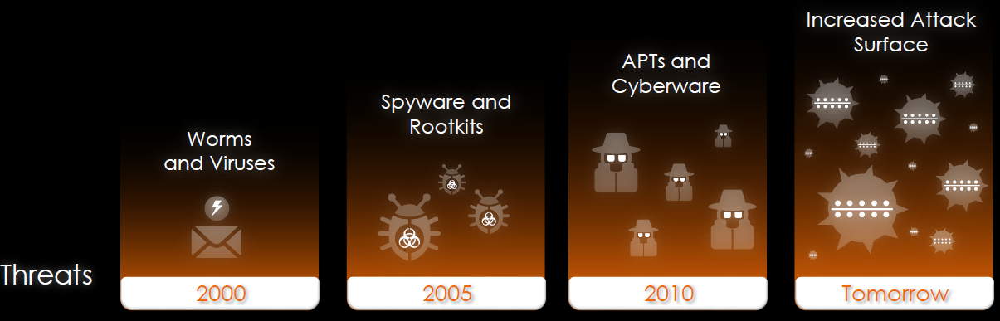 Increased Attack
Surface
APTs and
Cyberware
Spyware and
Rootkits
Worms
and Viruses
Threats
2000
2005
2010
Tomorrow